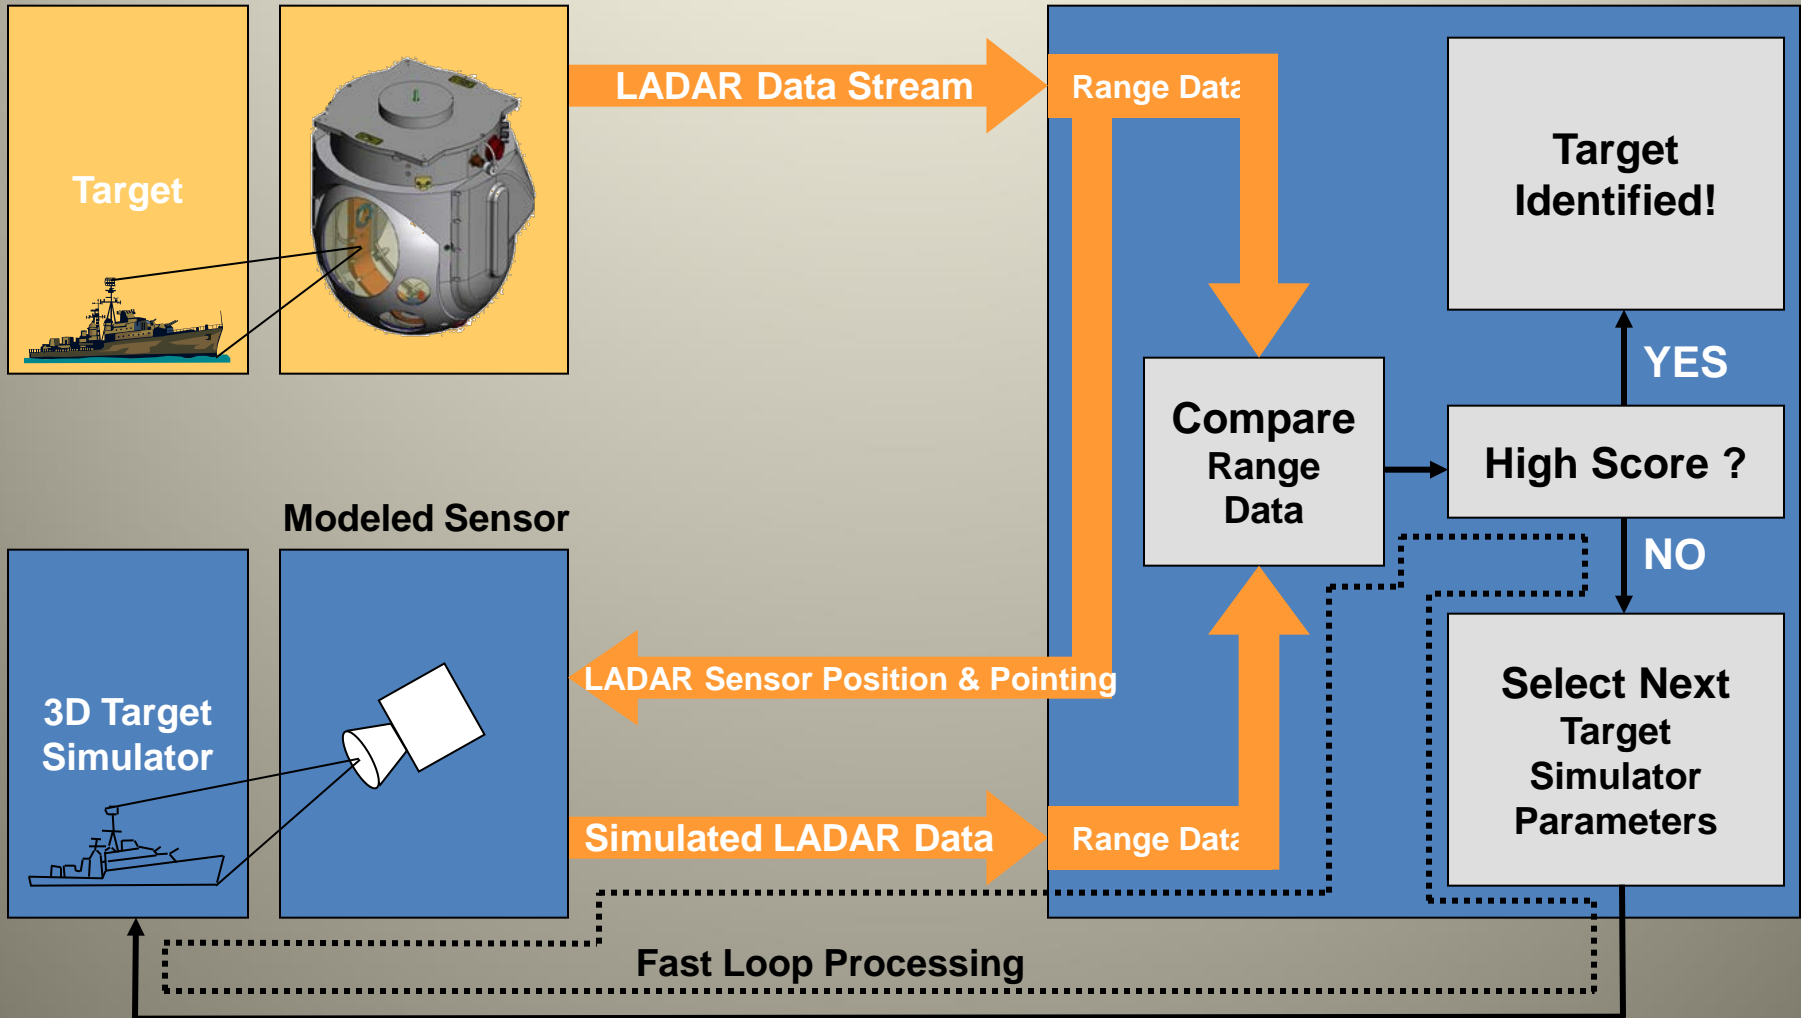 LADAR Data Stream
Range Data
Target
Target
Identified!
YES
Compare
Range
Data
High Score ?
Modeled Sensor
NO
LADAR Sensor Position & Pointing
3D Target
Simulator
Select Next
Target
Simulator
Parameters
Simulated LADAR Data
Range Data
Fast Loop Processing